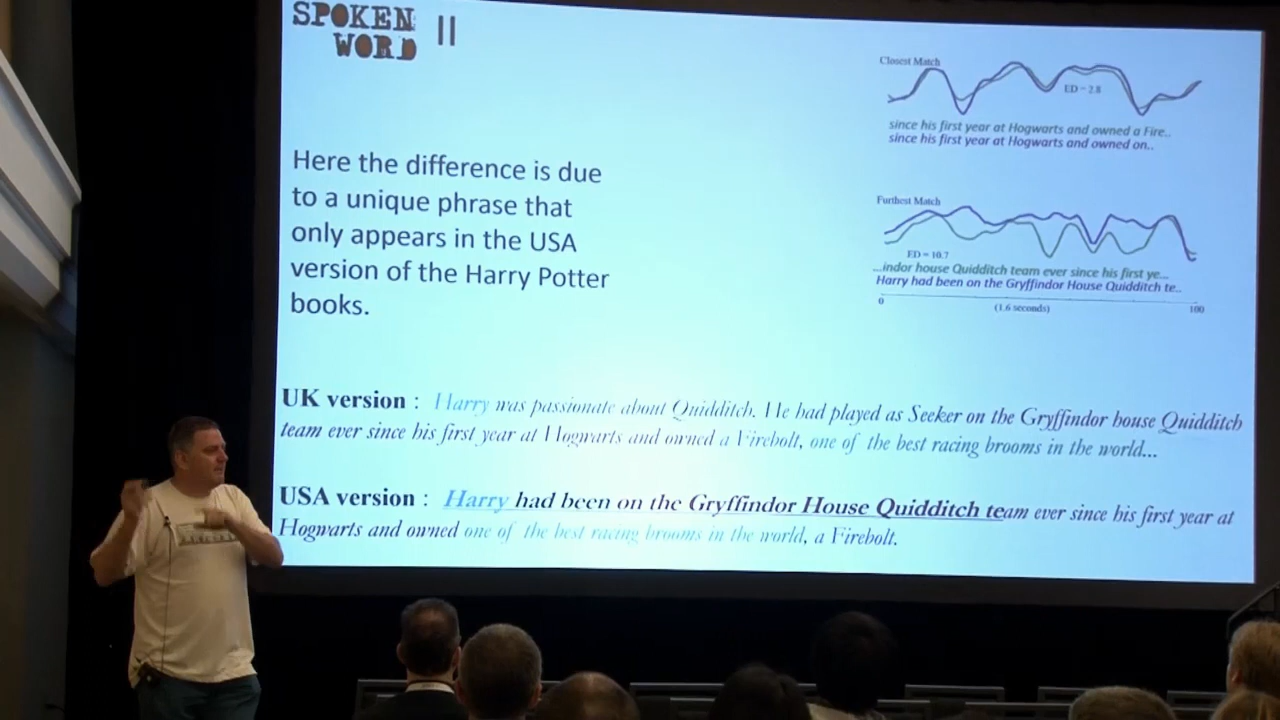 SPOKEN
WORD II
Here the difference is due
to a unique phrase that
only appears in the USA
version of the Harry Potter
books.
Closest Match
ED = 2.8
since his first year at Hogwarts and owned a Fire..
since his first year at Hogwarts and owned on..
Furthest Match
ED = 10.7
...indor house Quidditch team ever since his first ye...
Harry had been on the Gryffindor House Quidditch te..
0 100
(1.6 seconds)
UK version : Harry was passionate about Quidditch. He had played as Seeker on the Gryffindor house Quidditch
team ever since his first year at Hogwarts and owned a Firebolt, one of the best racing brooms in the world...
USA version : Harry had been on the Gryffindor House Quidditch team ever since his first year at
Hogwarts and owned one of the best racing brooms in the world, a Firebolt.